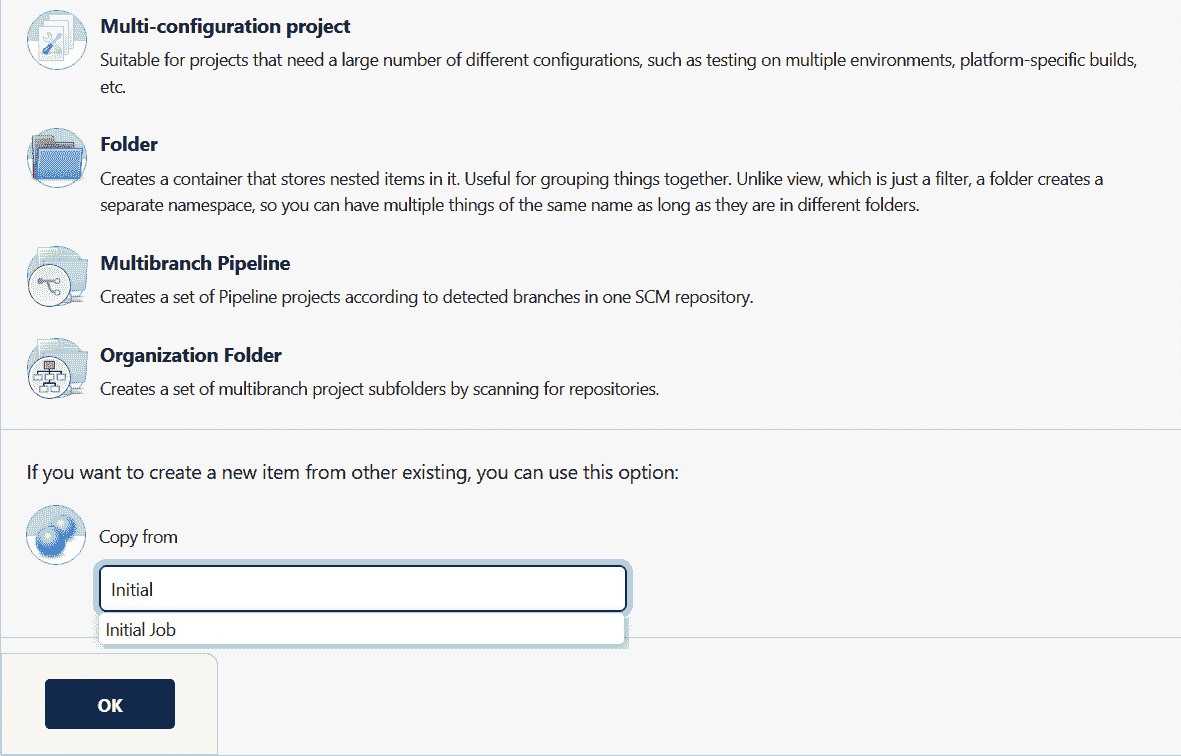 Multi-configuration project
Suitable for projects that need a large number of different configurations, such as testing on multiple environments, platform-specific builds,
etc.
Folder
Creates a container that stores nested items in it. Useful for grouping things together. Unlike view, which is just a filter, a folder creates a
separate namespace, so you can have multiple things of the same name as long as they are in different folders.
Multibranch Pipeline
Creates a set of Pipeline projects according to detected branches in one SCM repository.
Organization Folder
Creates a set of multibranch project subfolders by scanning for repositories.
If you want to create a new item from other existing, you can use this option:
Copy from
Initial
Initial Job
OK